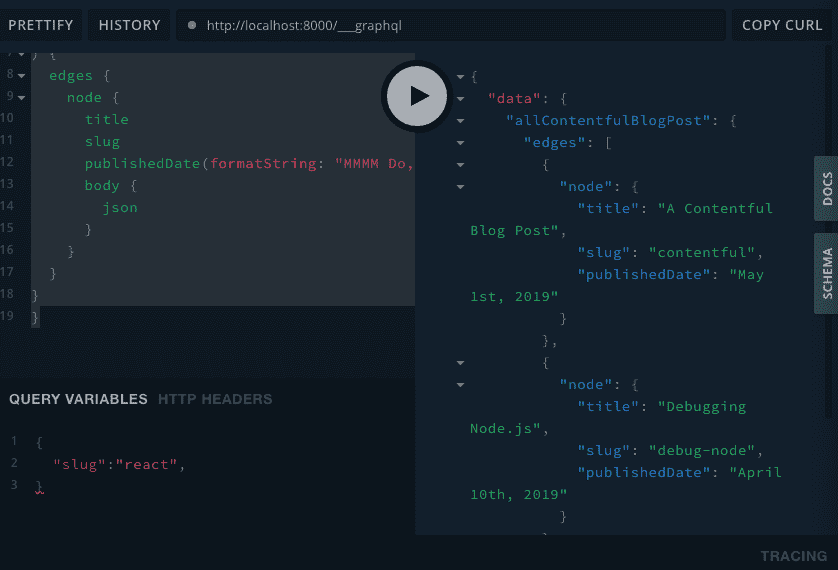 PRETTIFY HISTORY http://localhost:8000/___graphql COPY CURL
) {
8 edges {
9 node {
10 title
11 slug
12 publishedDate(formatString: "MMMM Do,
13 body {
14 json
15 }
16 }
17 }
18 }
19 }
QUERY VARIABLES HTTP HEADERS
1 {
2 "slug":"react",
3 }
{
"data": {
"allContentfulBlogPost": {
"edges": [
{
"node": {
"title": "A Contentful
Blog Post",
"slug": "contentful",
"publishedDate": "May
1st, 2019"
}
},
{
"node": {
"title": "Debugging
Node.js",
"slug": "debug-node",
"publishedDate": "April
10th, 2019"
}
DOCS
SCHEMA
TRACING